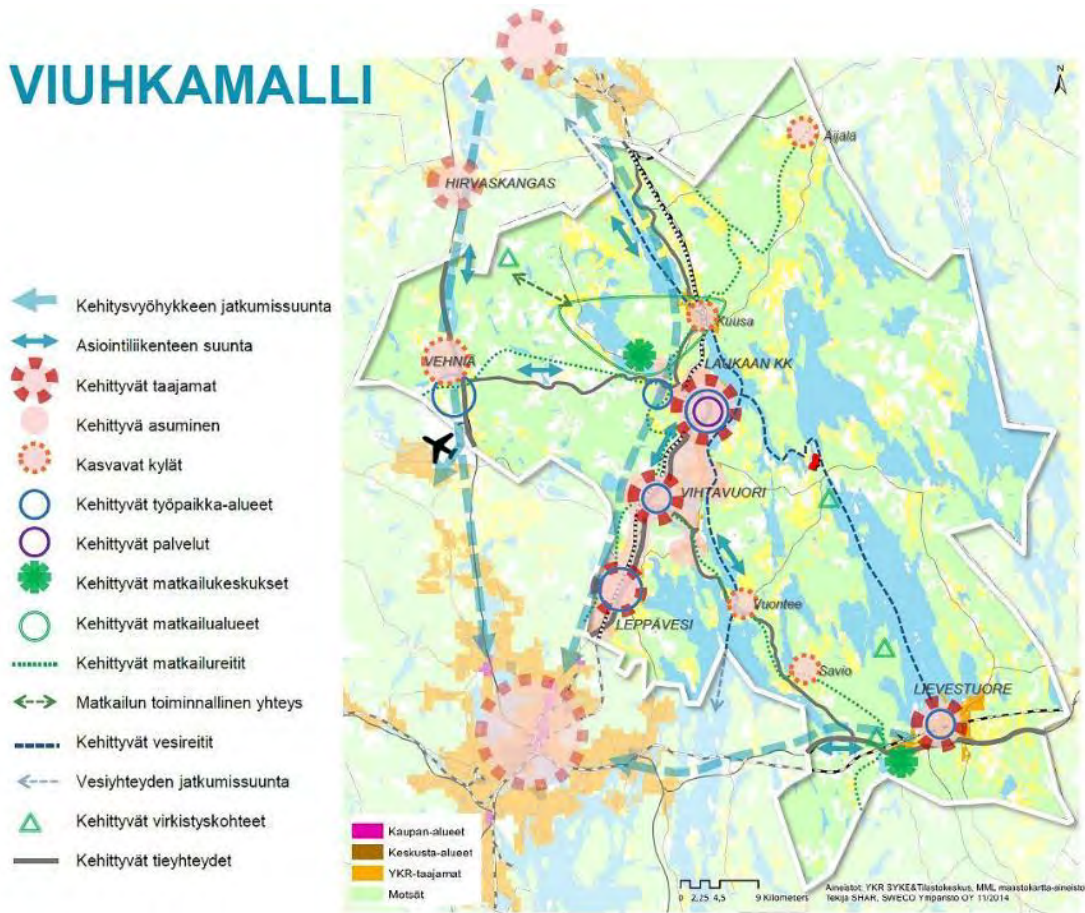 VIUHKAMALLI
N
Äijälä
HIRVASKANGAS
Kuusa
VEHNIÄ
LAUKAAN KK
VIHTAVUORI
Vuontee
LEPPÄVESI
Savio
LIEVESTUORE
Kehitysvyöhykkeen jatkumissuunta
Asiointiliikenteen suunta
Kehittyvät taajamat
Kehittyvä asuminen
Kasvavat kylät
Kehittyvät työpaikka-alueet
Kehittyvät palvelut
Kehittyvät matkailukeskukset
Kehittyvät matkailualueet
Kehittyvät matkailureitit
Matkailun toiminnallinen yhteys
Kehittyvät vesireitit
Vesiyhteyden jatkumissuunta
Kehittyvät virkistyskohteet
Kehittyvät tieyhteydet
Kaupan-alueet
Keskusta-alueet
YKR-taajamat
Metsät
0 2,25 4,5 9 Kilometers
Aineistot: YKR SYKE&Tilastokeskus, MML maastokartta-aineisto
Tekijä SHAR, SWECO Ympäristö OY 11/2014